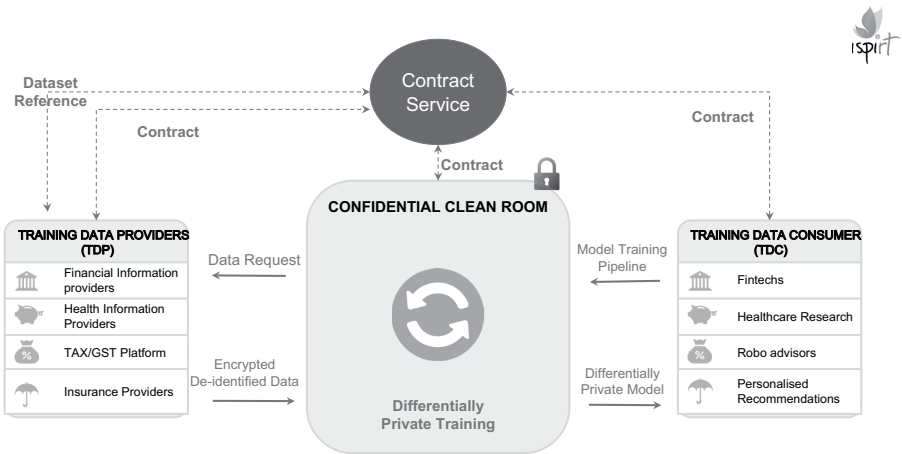 ıspırt
Contract
Service
Dataset
Reference
Contract
Contract
Contract
CONFIDENTIAL CLEAN ROOM
TRAINING DATA PROVIDERS
(TDP)
Financial Information
providers
Health Information
Providers
TAX/GST Platform
%
Insurance Providers
Data Request
Encrypted
De-identified Data
Differentially
Private Training
Model Training
Pipeline
Differentially
Private Model
TRAINING DATA CONSUMER
(TDC)
Fintechs
Healthcare Research
Robo advisors
%
Personalised
Recommendations